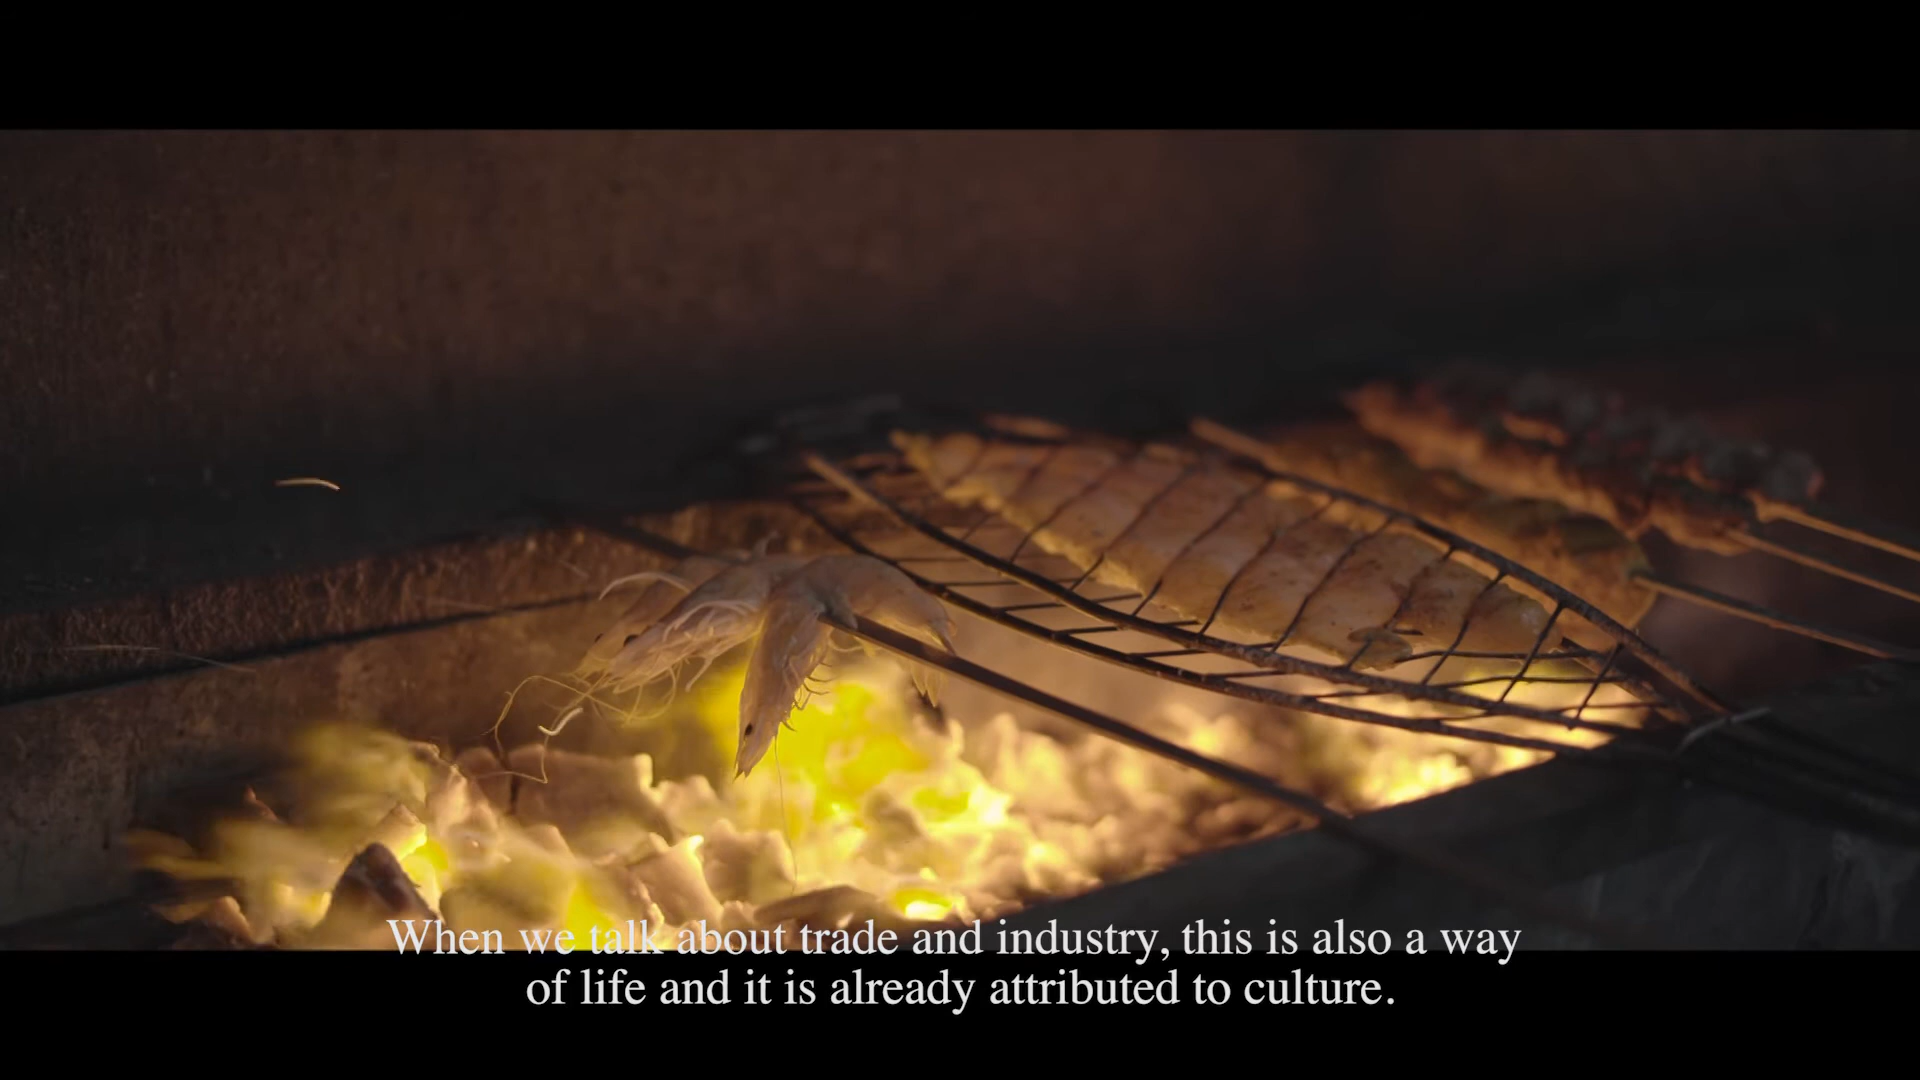 When we talk about trade and industry, this is also a way
of life and it is already attributed to culture.